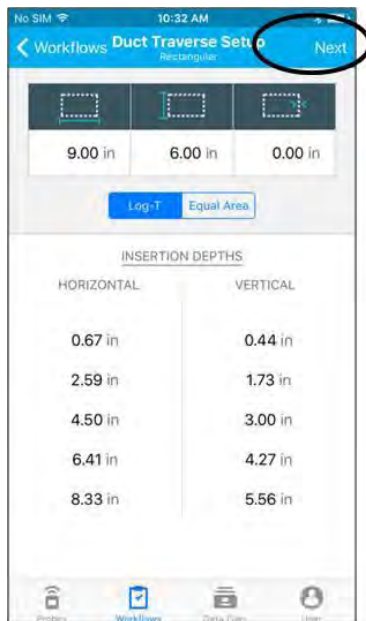 No SIM 10:32 AM
Workflows Duct Traverse Setup Next
Rectangular
9.00 in 6.00 in 0.00 in
Log-T Equal Area
INSERTION DEPTHS
HORIZONTAL VERTICAL
0.67 in 0.44 in
2.59 in 1.73 in
4.50 in 3.00 in
6.41 in 4.27 in
8.33 in 5.56 in
Probes Workflows User